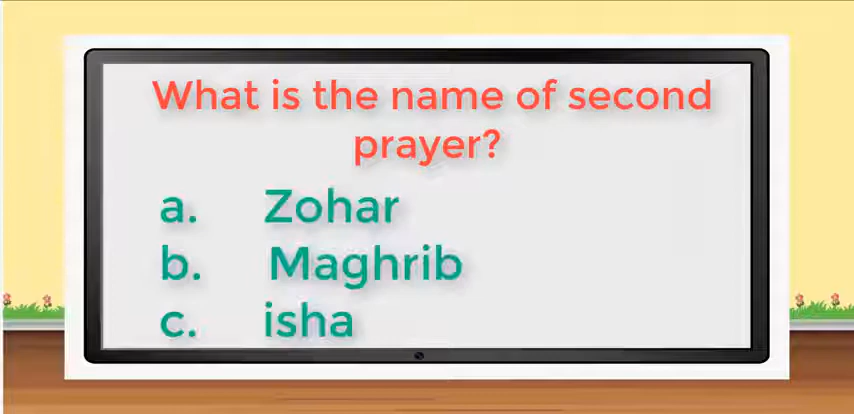 What is the name of second
prayer?
a. Zohar
b. Maghrib
c. isha